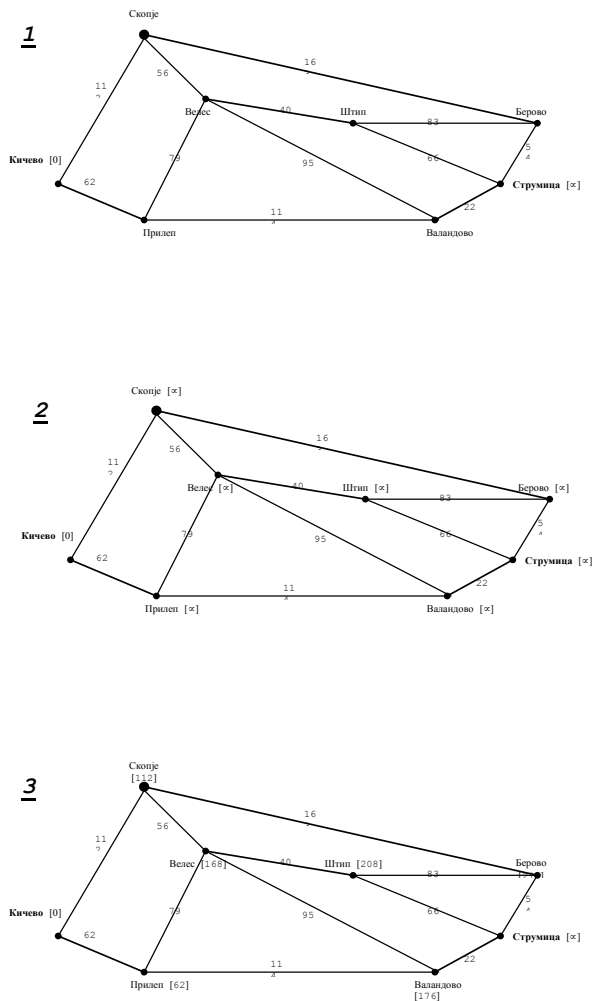 1
Скопје
16
56
11
Велес
40
Штип
83
Берово
5
4
Кичево [0]
62
79
95
66
Струмица [∝]
22
11
Прилеп
Валандово
2
Скопје [∝]
16
56
11
Велес [∝]
40
Штип [∝]
83
Берово [∝]
5
4
Кичево [0]
62
79
95
66
Струмица [∝]
22
11
Прилеп [∝]
Валандово [∝]
3
Скопје
[112]
16
56
11
Велес [168]
40
Штип [208]
83
Берово
5
4
Кичево [0]
62
79
95
66
Струмица [∝]
22
11
Прилеп [62]
Валандово
[176]